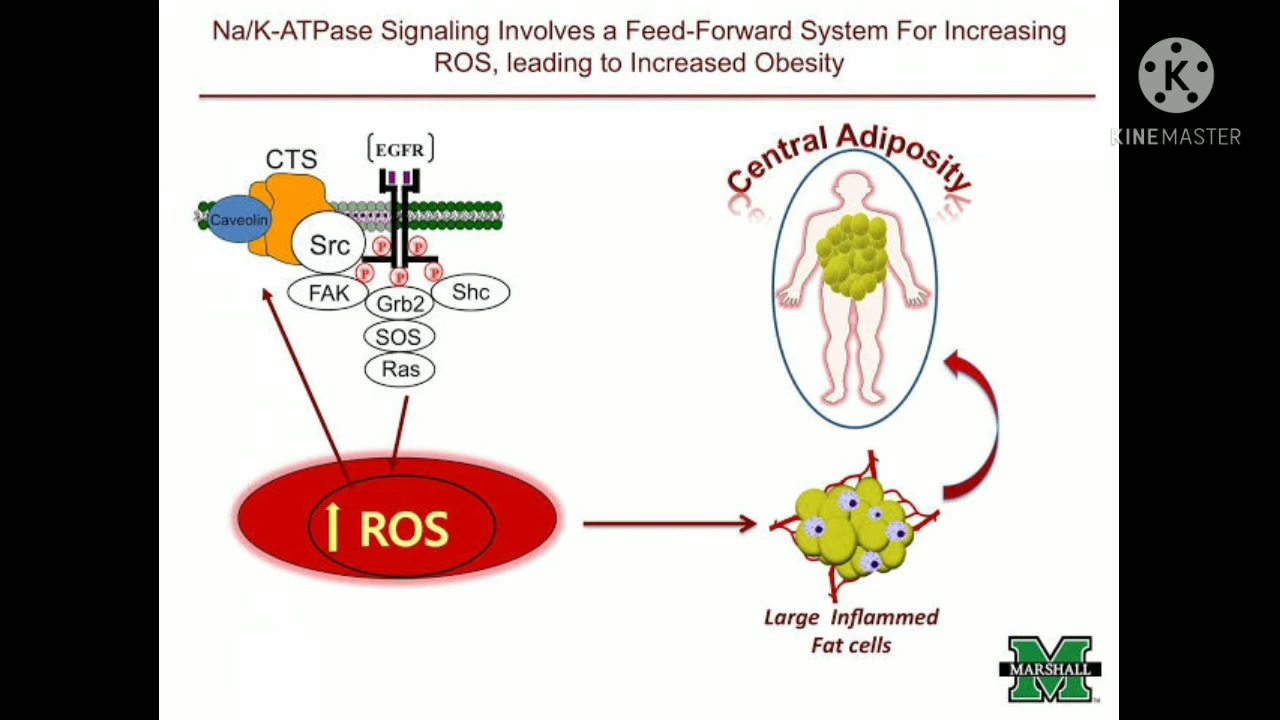 Na/K-ATPase Signaling Involves a Feed-Forward System For Increasing
ROS, leading to Increased Obesity
K
KINEMASTER
Central Adiposity
[EGFR]
CTS
Caveolin
Src
P
P
P
P
P
FAK
Grb2
Shc
SOS
Ras
ROS
Large Inflammed
Fat cells
M
MARSHALL